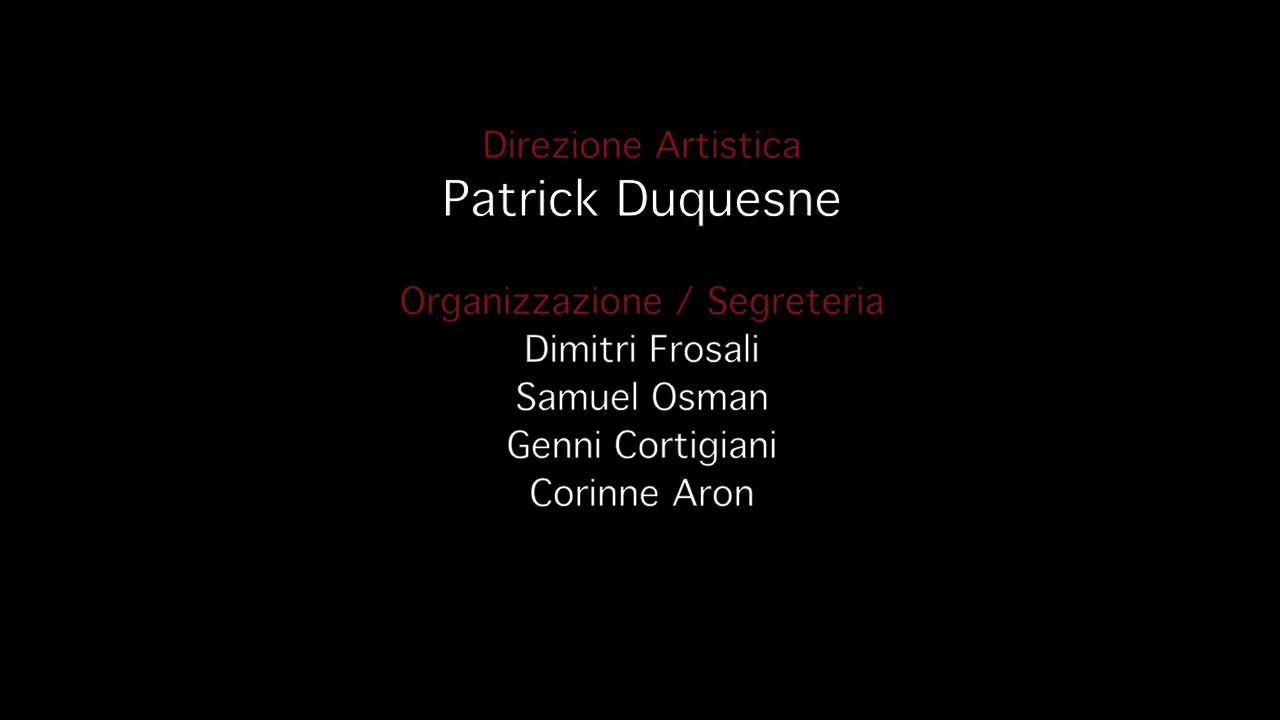 Direzione Artistica
Patrick Duquesne
Organizzazione / Segreteria
Dimitri Frosali
Samuel Osman
Genni Cortigiani
Corinne Aron